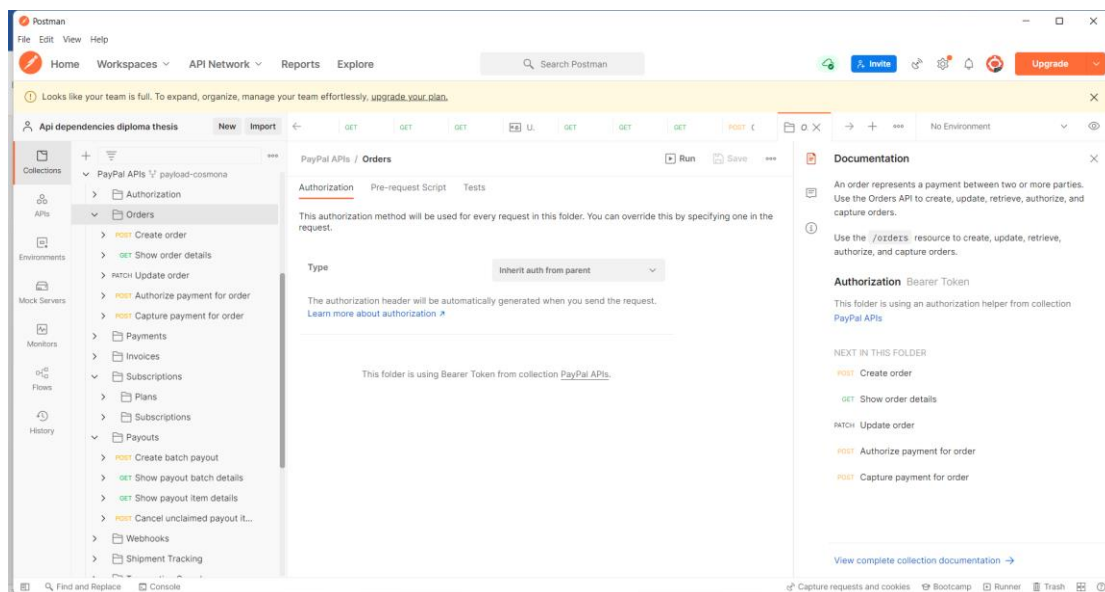 Postman
File Edit View Help
Home Workspaces API Network Reports Explore
Search Postman
Invite
Upgrade
Looks like your team is full. To expand, organize, manage your team effortlessly, upgrade your plan.
Api dependencies diploma thesis New Import
GET GET GET U. GET GET GET POST O. No Environment
Collections
APIs
Environments
Mock Servers
Monitors
Flows
History
PayPal APIs payload-cosmona
Authorization
Orders
POST Create order
GET Show order details
PATCH Update order
POST Authorize payment for order
POST Capture payment for order
Payments
Invoices
Subscriptions
Plans
Subscriptions
Payouts
POST Create batch payout
GET Show payout batch details
GET Show payout item details
POST Cancel unclaimed payout it...
Webhooks
Shipment Tracking
PayPal APIs / Orders Run Save
Authorization Pre-request Script Tests
This authorization method will be used for every request in this folder. You can override this by specifying one in the
request.
Type Inherit auth from parent
The authorization header will be automatically generated when you send the request.
Learn more about authorization ↗
This folder is using Bearer Token from collection PayPal APIs.
Documentation
An order represents a payment between two or more parties.
Use the Orders API to create, update, retrieve, authorize, and
capture orders.
Use the /orders resource to create, update, retrieve,
authorize, and capture orders.
Authorization Bearer Token
This folder is using an authorization helper from collection
PayPal APIs
NEXT IN THIS FOLDER
POST Create order
GET Show order details
PATCH Update order
POST Authorize payment for order
POST Capture payment for order
View complete collection documentation →
Find and Replace Console
Capture requests and cookies Bootcamp Runner Trash